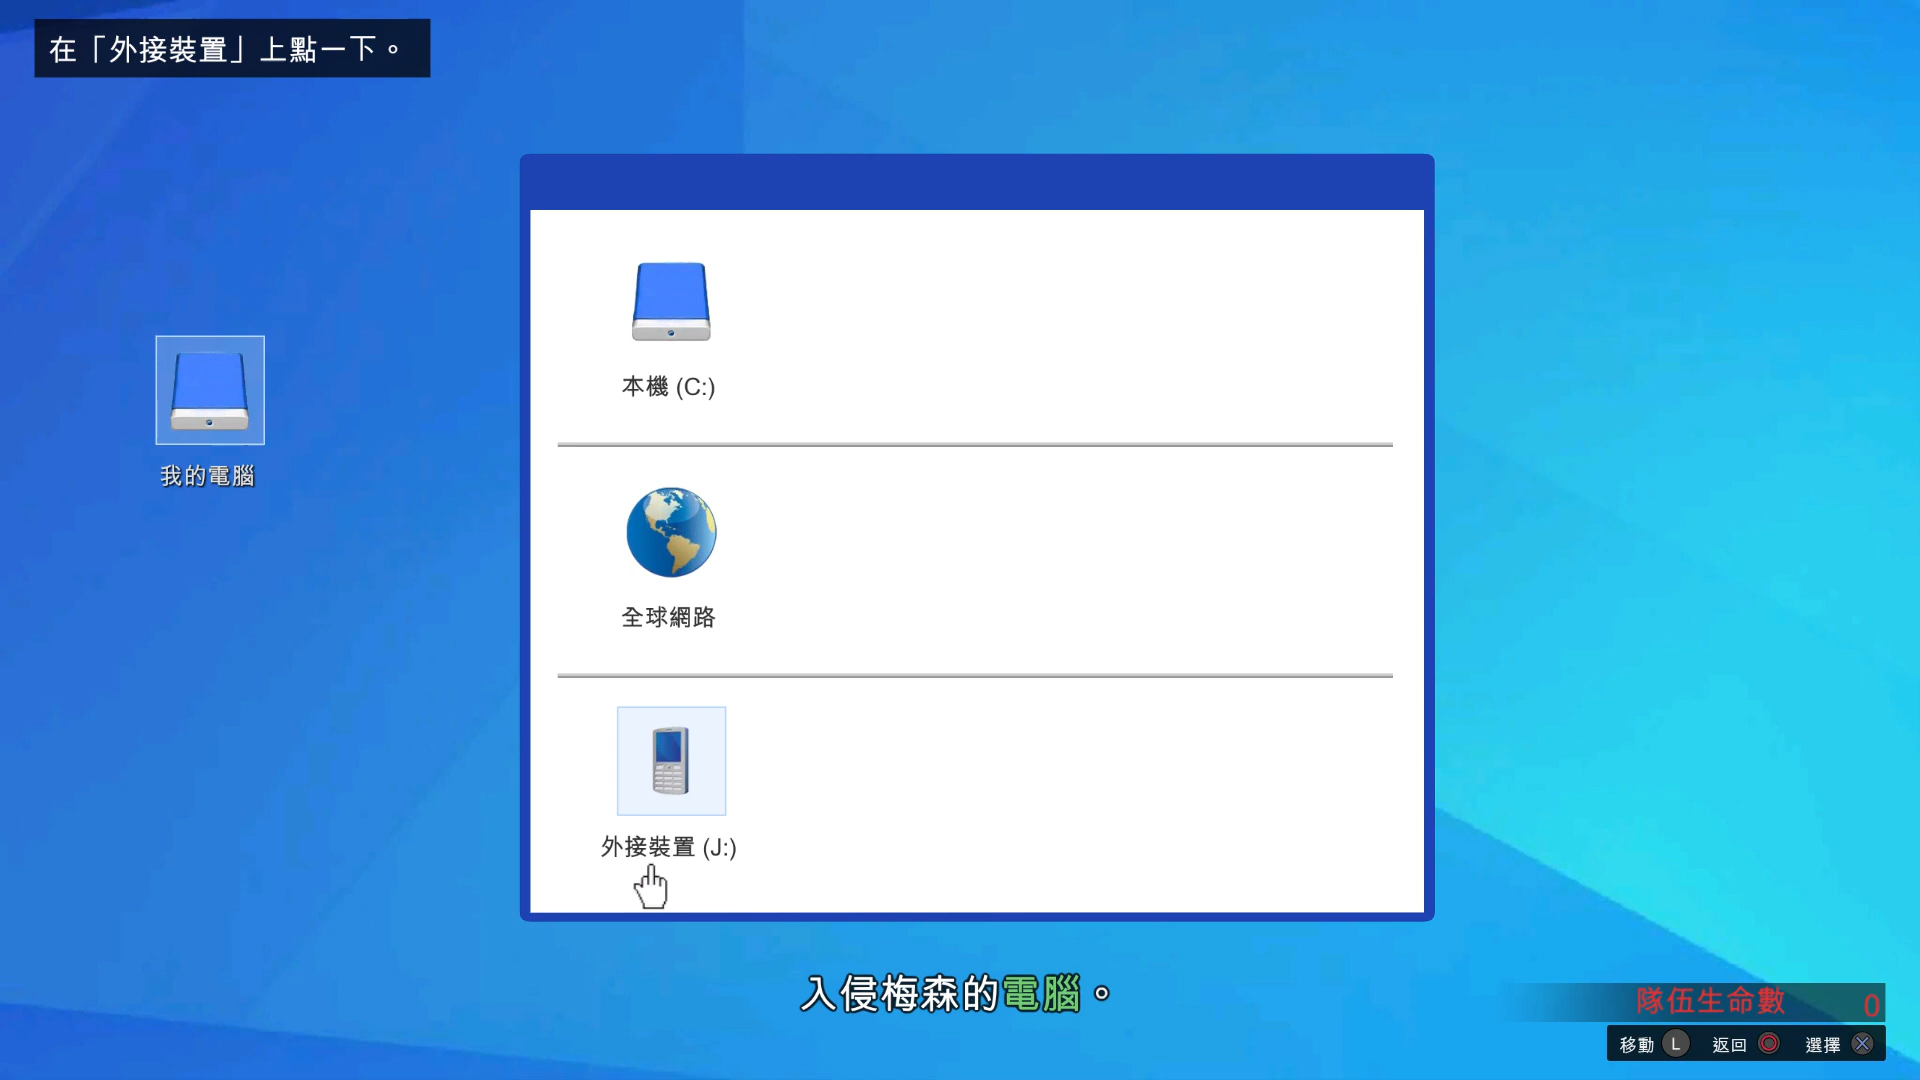 在「外接裝置」上點一下。
本機 (C:)
我的電腦
全球網路
外接裝置 (J:)
入侵梅森的電腦。
隊伍生命數 0
移動 L 返回 選擇